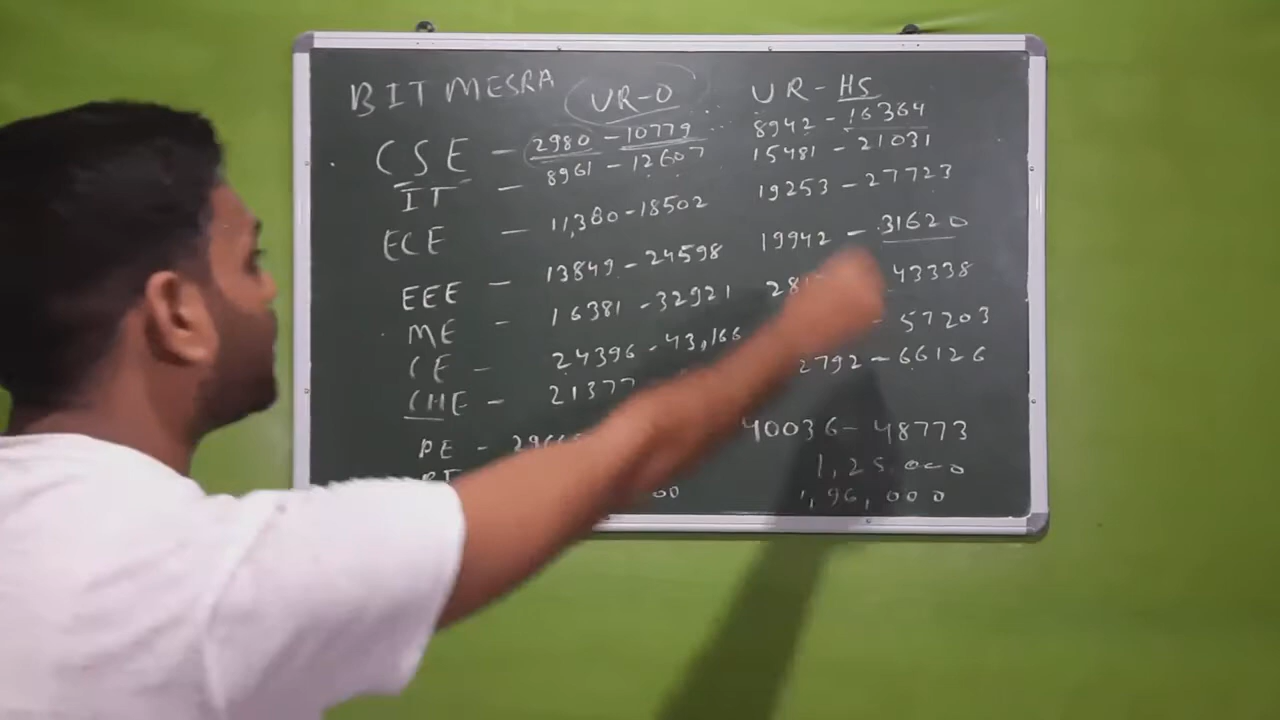 BIT MESRA UR-O UR-HS
CSE - 2980 - 10779 8942 - 16364
IT - 8961 - 12607 15481 - 21031
ECE - 11,380 - 18502 19253 - 27723
EEE - 13849 - 24598 19942 - 31620
ME - 16381 - 32921 43338
CE - 24396 - 43,166 - 57203
CHE - 21377 2792 - 66126
PE - 40036 - 48773
1,25,000
,96,000